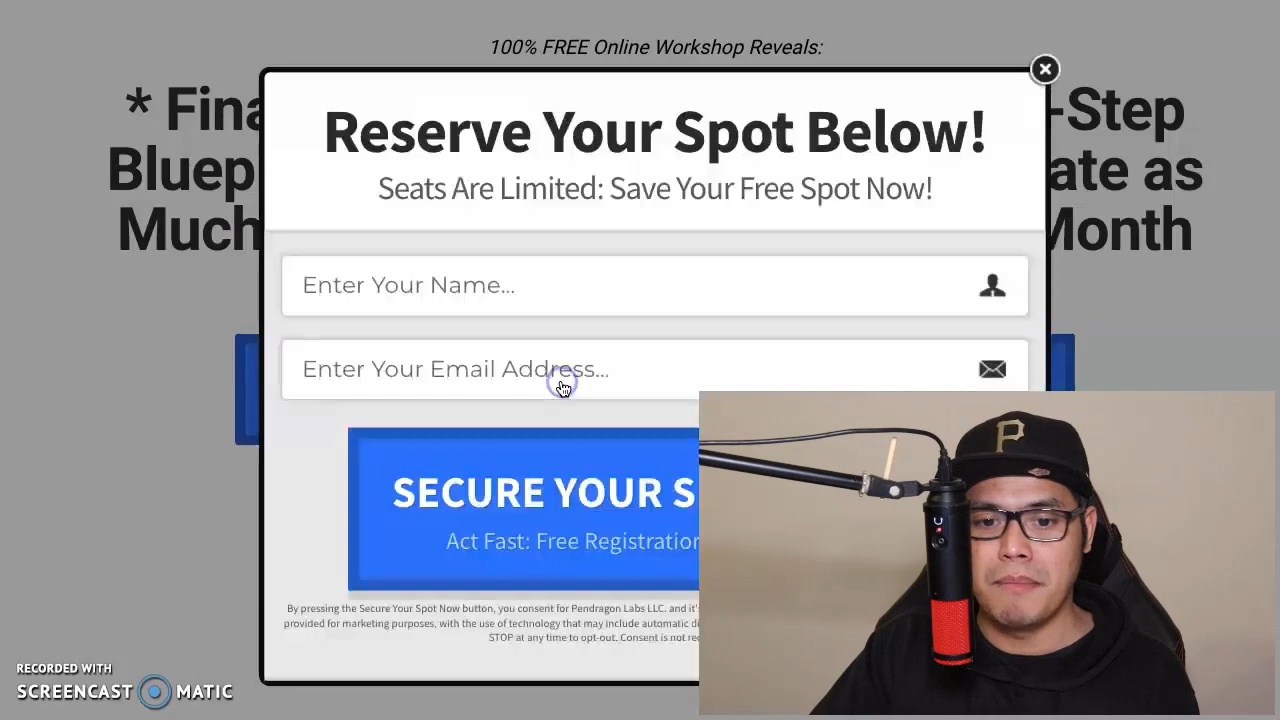 100% FREE Online Workshop Reveals:
* Fina -Step
Bluep ate as
Much Month
Reserve Your Spot Below!
Seats Are Limited: Save Your Free Spot Now!
Enter Your Name...
Enter Your Email Address...
SECURE YOUR S
Act Fast: Free Registration
By pressing the Secure Your Spot Now button, you consent for Pendragon Labs LLC. and it's
provided for marketing purposes, with the use of technology that may include automatic di
STOP at any time to opt-out. Consent is not req
P
RECORDED WITH
SCREENCAST MATIC